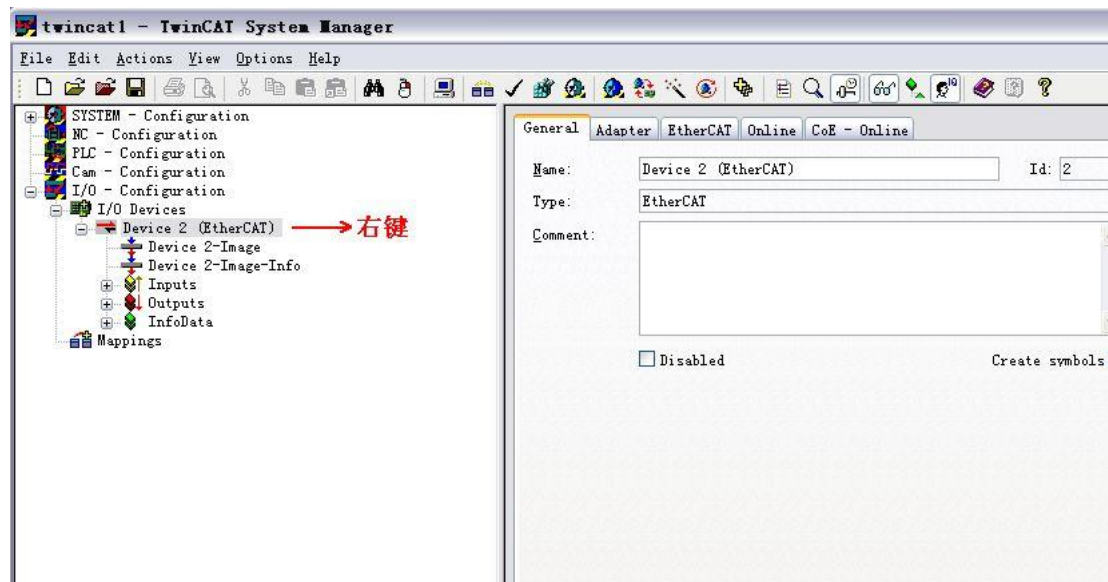 twincat1 - TwinCAT System Manager
File Edit Actions View Options Help
SYSTEM - Configuration
NC - Configuration
PLC - Configuration
Cam - Configuration
I/O - Configuration
I/O Devices
Device 2 (EtherCAT) 右键
Device 2-Image
Device 2-Image-Info
Inputs
Outputs
InfoData
Mappings
General Adapter EtherCAT Online CoE - Online
Name: Device 2 (EtherCAT) Id: 2
Type: EtherCAT
Comment:
Disabled Create symbols